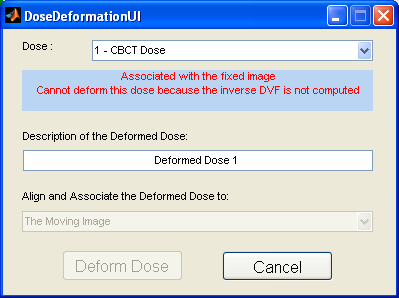 DoseDeformationUI
Dose : 1 - CBCT Dose
Associated with the fixed image
Cannot deform this dose because the inverse DVF is not computed
Description of the Deformed Dose:
Deformed Dose 1
Align and Associate the Deformed Dose to:
The Moving Image
Deform Dose Cancel